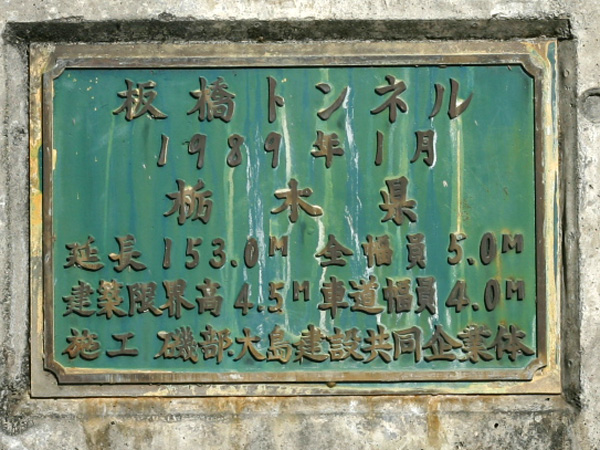 板橋トンネル
1989年1月
栃木県
延長153.0M 全幅員 5.0M
建築限界高4.5M 車道幅員4.0M
施工 磯部・大島建設共同企業体